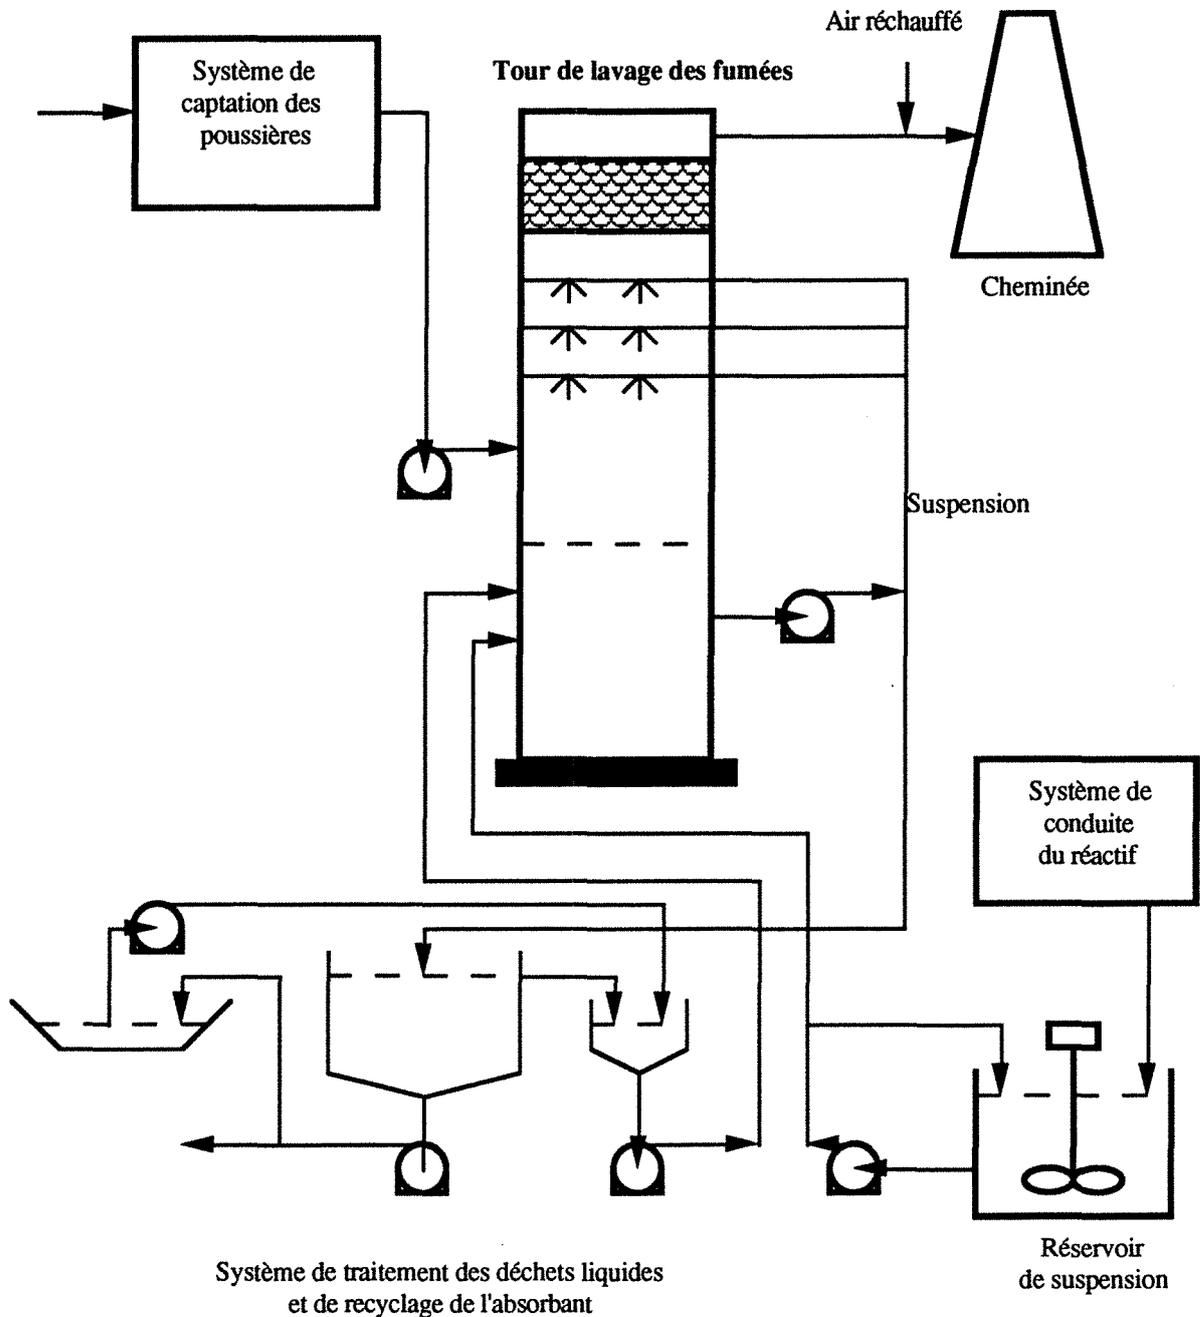 Air réchauffé
Système de
captation des
poussières
Tour de lavage des fumées
Cheminée
Suspension
Système de
conduite
du réactif
Réservoir
de suspension
Système de traitement des déchets liquides
et de recyclage de l'absorbant